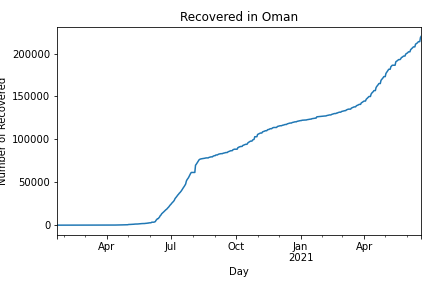 Recovered in Oman
Number of Recovered
200000
150000
100000
50000
0
Apr
Jul
Oct
Jan
2021
Apr
Day